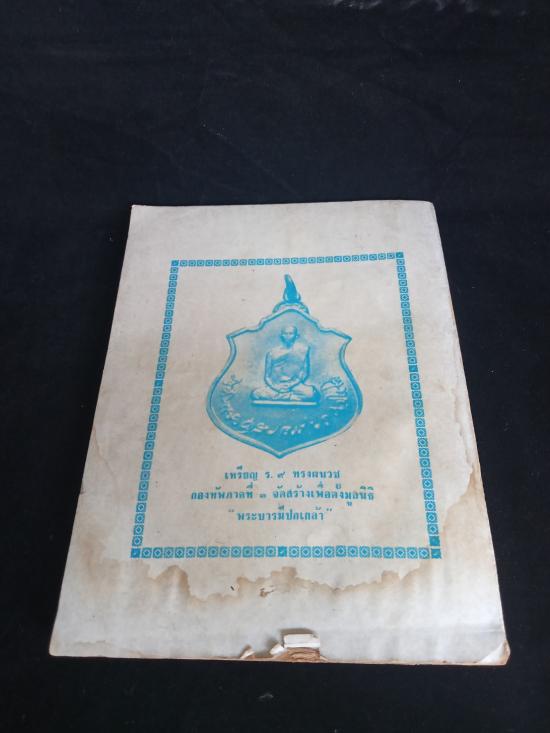 เหรียญ ร. ๙ ทรงผนวช
กองทัพภาคที่ ๓ จัดสร้างเพื่อตั้งมูลนิธิ
"พระบารมีปกเกล้า"